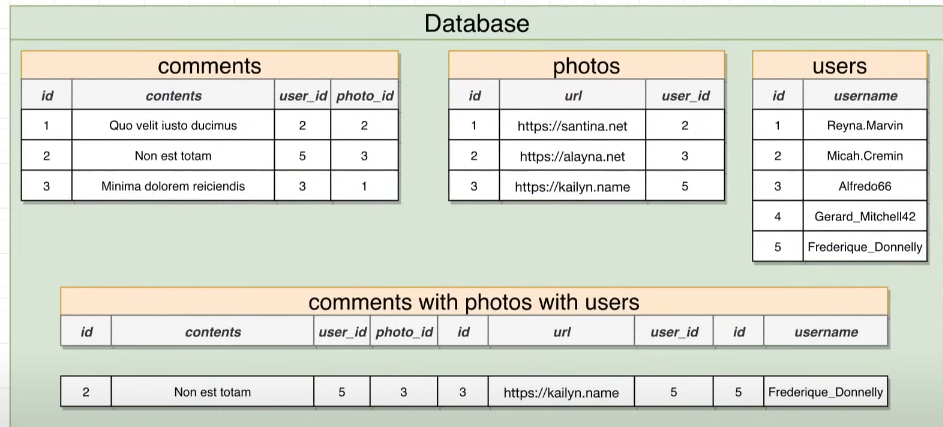 Database
comments
id contents user_id photo_id
1 Quo velit iusto ducimus 2 2
2 Non est totam 5 3
3 Minima dolorem reiciendis 3 1
photos
id url user_id
1 https://santina.net 2
2 https://alayna.net 3
3 https://kailyn.name 5
users
id username
1 Reyna.Marvin
2 Micah.Cremin
3 Alfredo66
4 Gerard_Mitchell42
5 Frederique_Donnelly
comments with photos with users
id contents user_id photo_id id url user_id id username
2 Non est totam 5 3 3 https://kailyn.name 5 5 Frederique_Donnelly